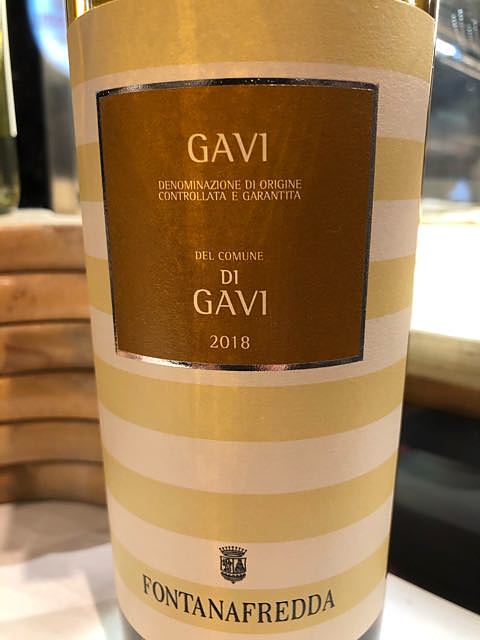 GAVI
DENOMINAZIONE DI ORIGINE
CONTROLLATA E GARANTITA
DEL COMUNE
DI
GAVI
2018
FONTANAFREDDA